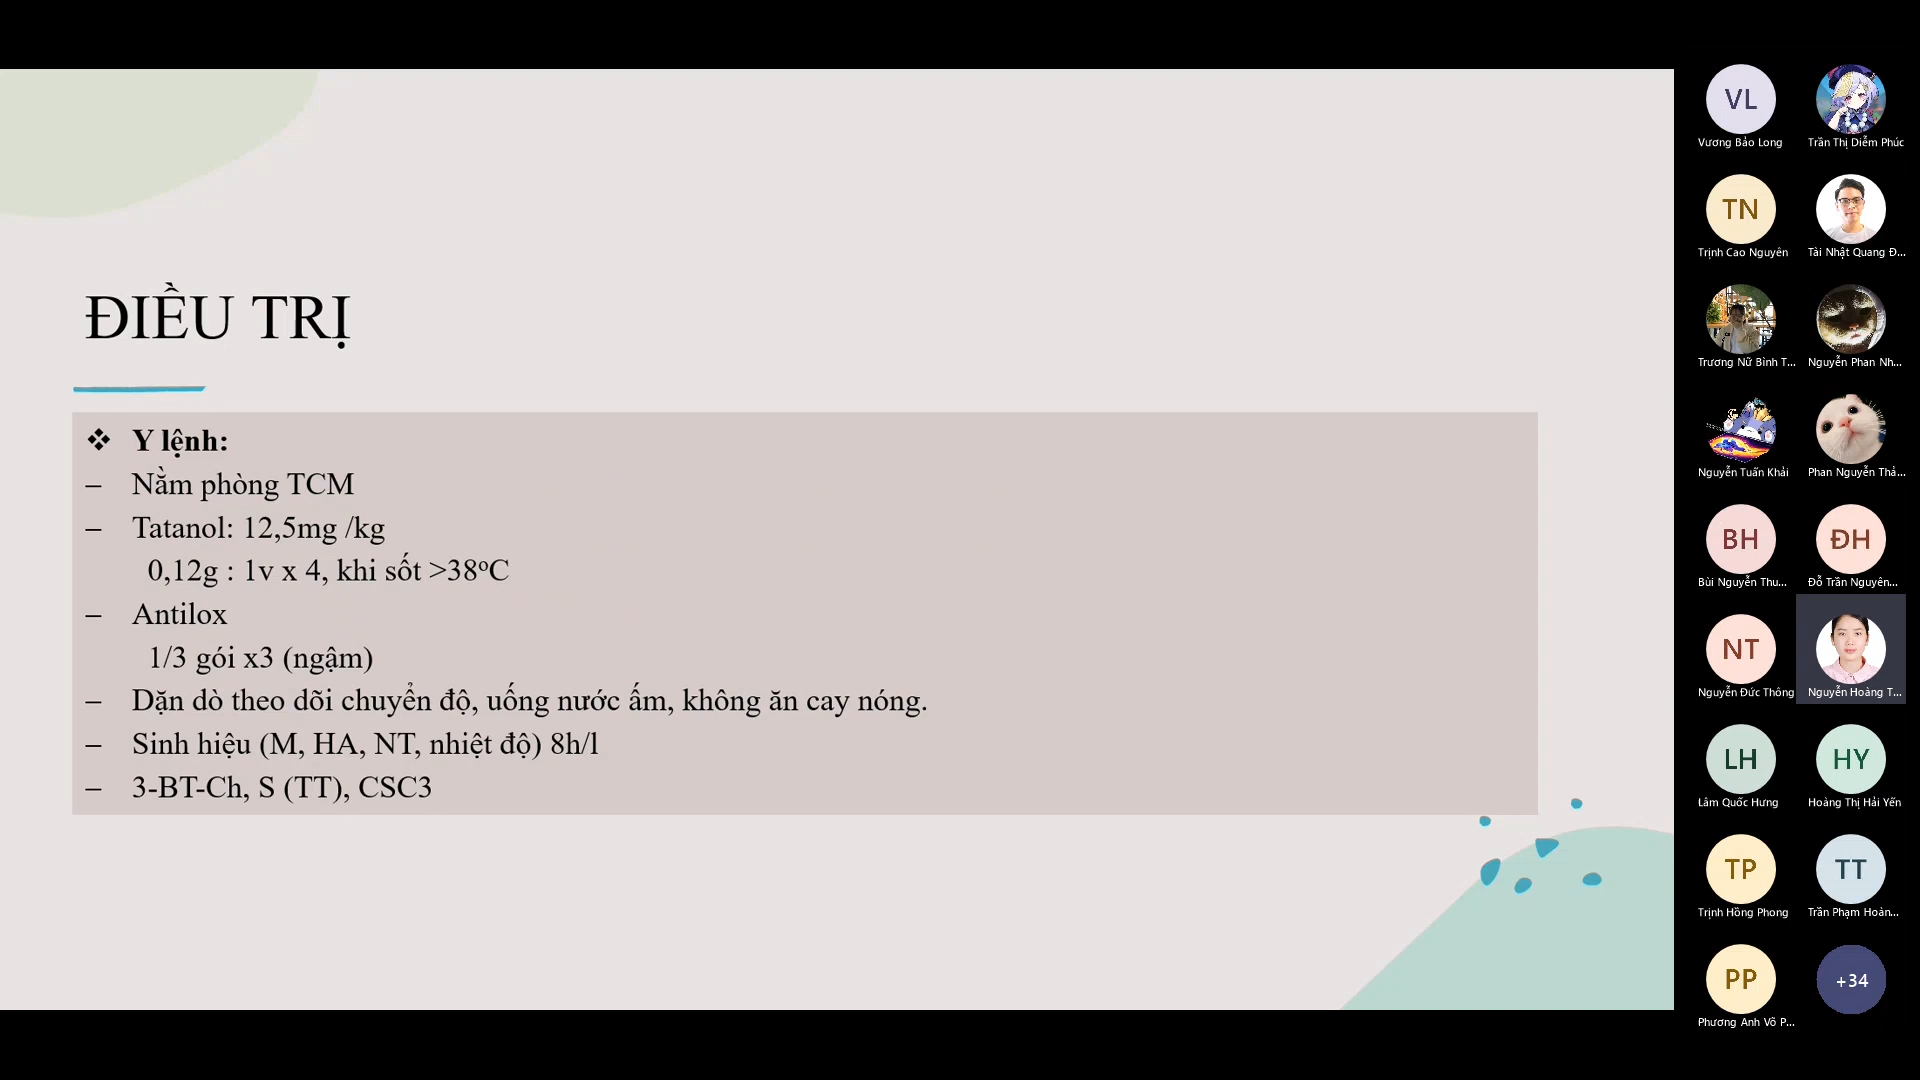 ĐIỀU TRỊ
❖ Y lệnh:
– Nằm phòng TCM
– Tatanol: 12,5mg /kg
0,12g : 1v x 4, khi sốt >38ºC
– Antilox
1/3 gói x3 (ngậm)
– Dặn dò theo dõi chuyển độ, uống nước ấm, không ăn cay nóng.
– Sinh hiệu (M, HA, NT, nhiệt độ) 8h/l
– 3-BT-Ch, S (TT), CSC3
VL
Vương Bảo Long
Trần Thị Diễm Phúc
TN
Trịnh Cao Nguyên
Tài Nhật Quang Đ...
Trương Nữ Bình T...
Nguyễn Phan Nh...
Nguyễn Tuấn Khải
Phan Nguyễn Thả...
BH
Bùi Nguyễn Thu...
ĐH
Đỗ Trần Nguyên...
NT
Nguyễn Đức Thông
Nguyễn Hoàng T...
LH
Lâm Quốc Hưng
HY
Hoàng Thị Hải Yến
TP
Trịnh Hồng Phong
TT
Trần Phạm Hoàn...
PP
Phương Anh Võ P...
+34